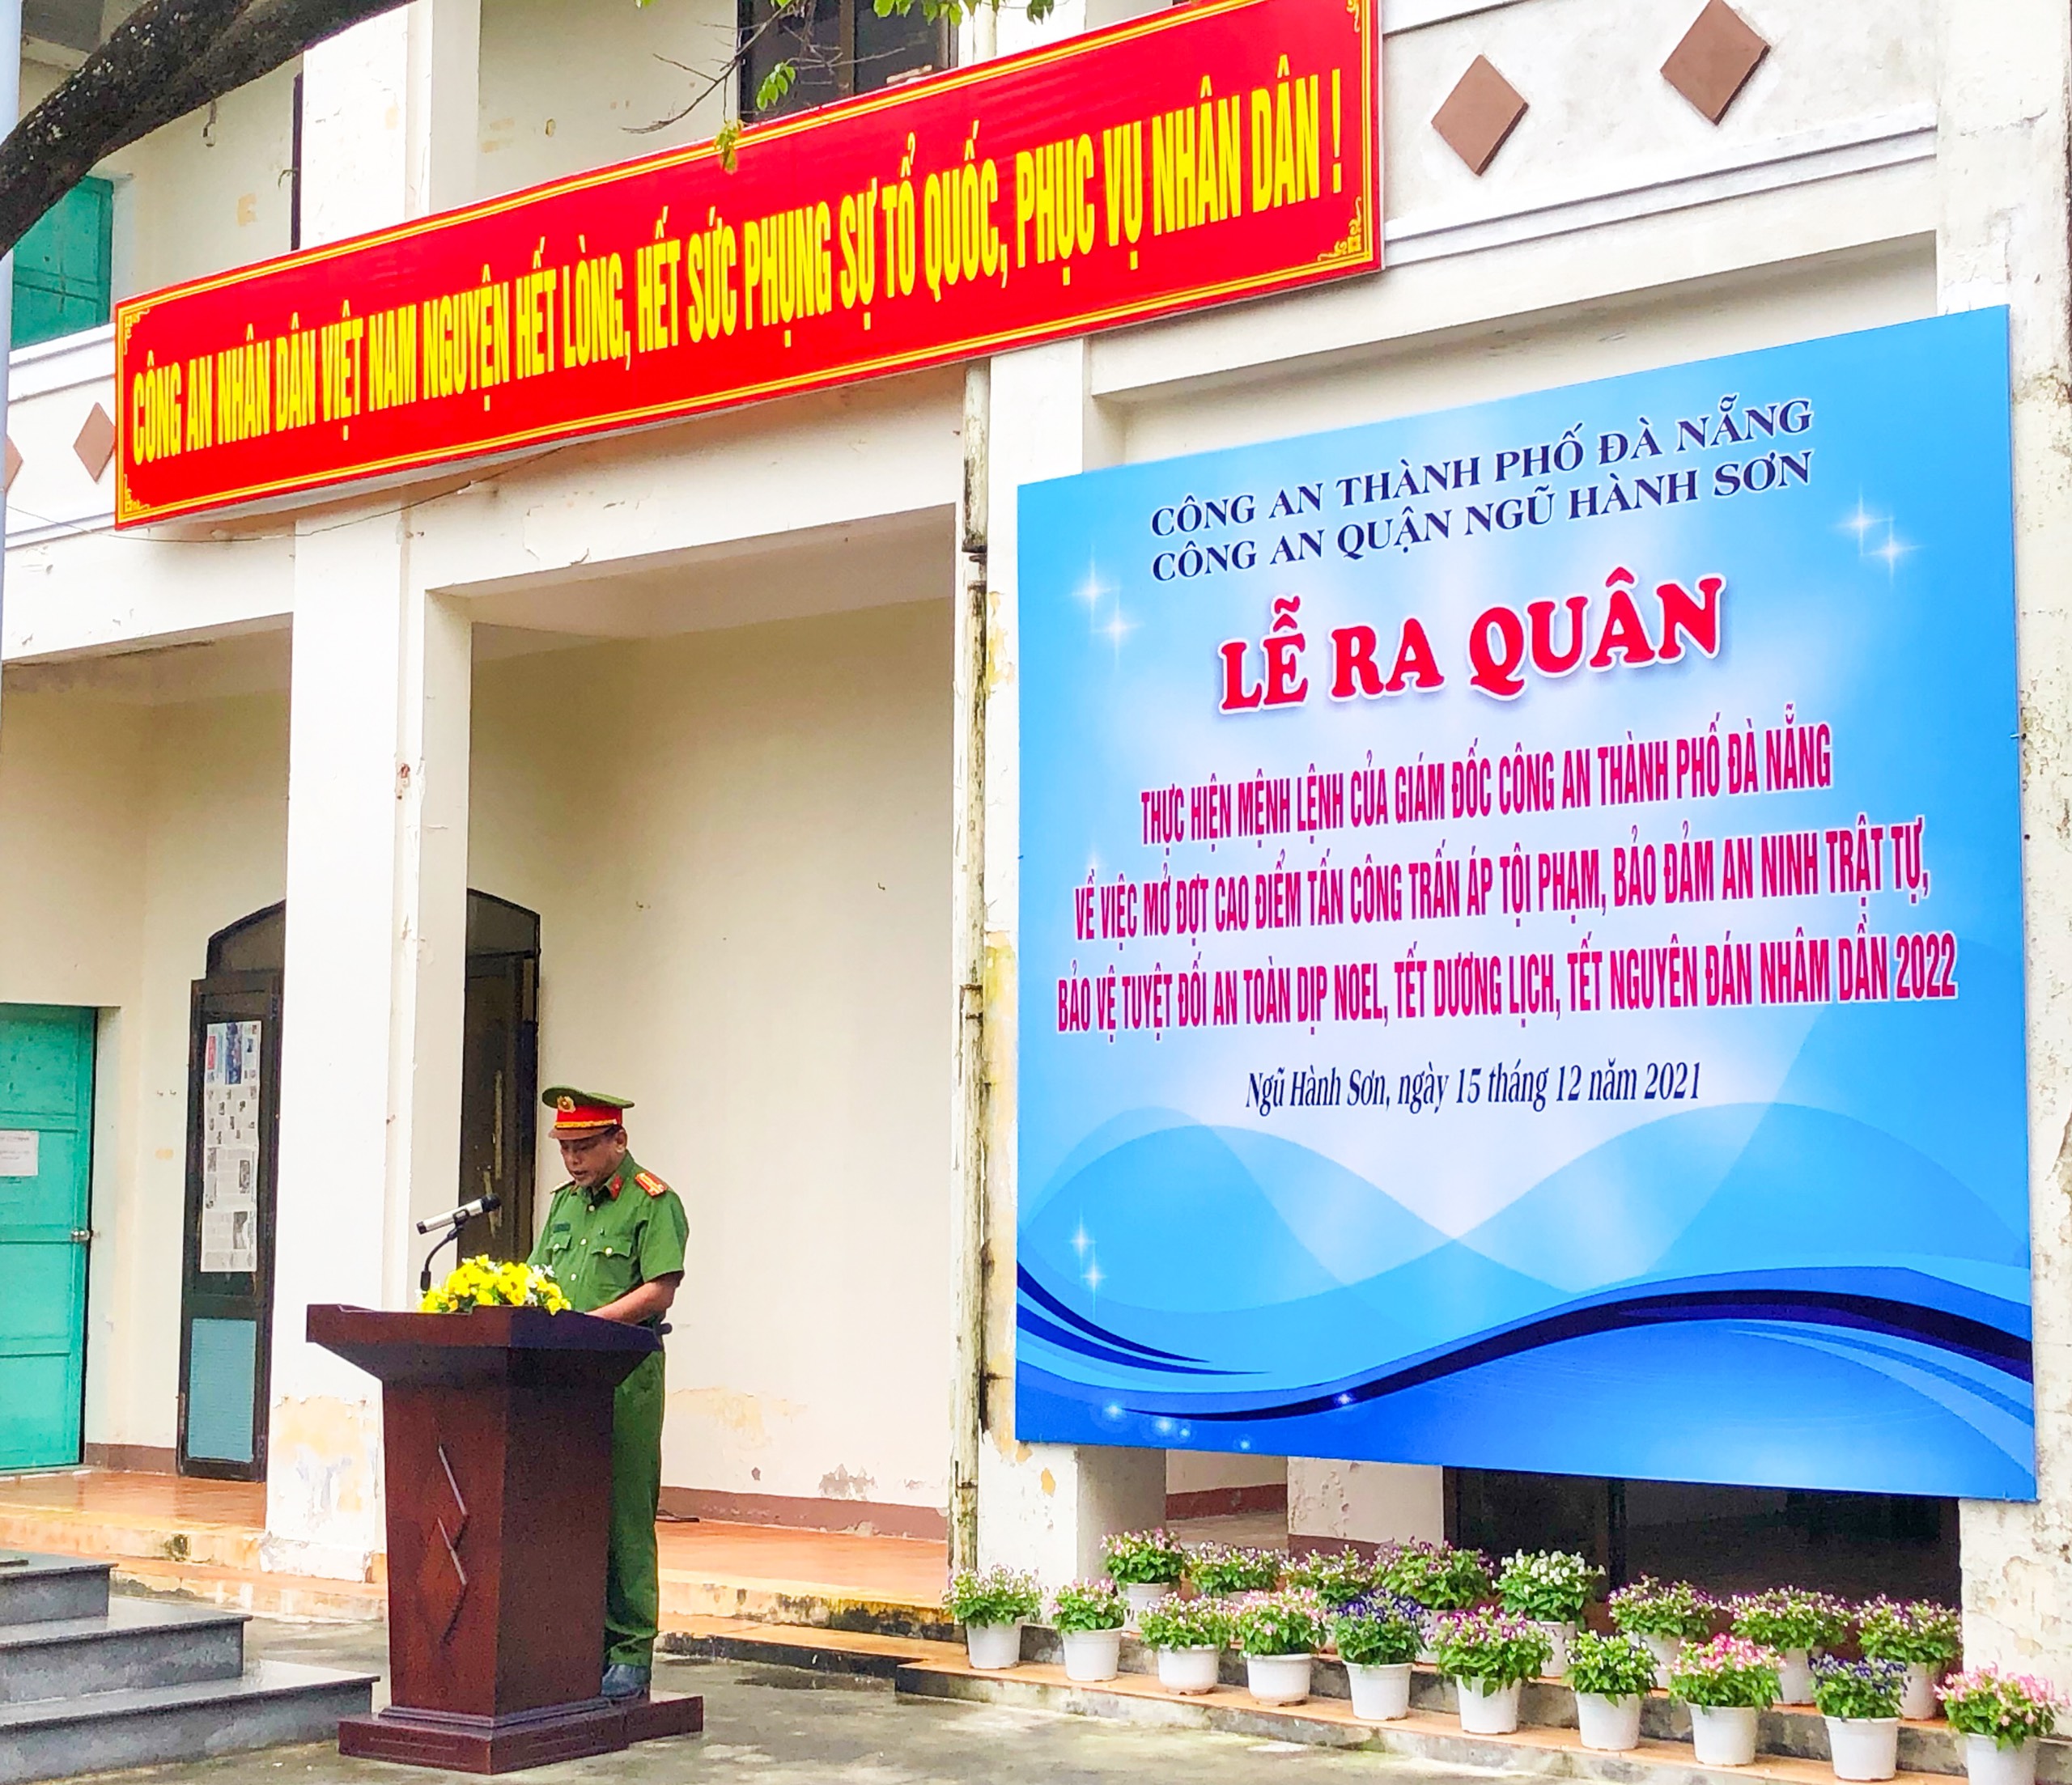 CÔNG AN NHÂN DÂN VIỆT NAM NGUYỆN HẾT LÒNG, HẾT SỨC PHỤNG SỰ TỔ QUỐC, PHỤC VỤ NHÂN DÂN !
CÔNG AN THÀNH PHỐ ĐÀ NẴNG
CÔNG AN QUẬN NGŨ HÀNH SƠN
LỄ RA QUÂN
THỰC HIỆN MỆNH LỆNH CỦA GIÁM ĐỐC CÔNG AN THÀNH PHỐ ĐÀ NẴNG
VỀ VIỆC MỞ ĐỢT CAO ĐIỂM TẤN CÔNG TRẤN ÁP TỘI PHẠM, BẢO ĐẢM AN NINH TRẬT TỰ,
BẢO VỆ TUYỆT ĐỐI AN TOÀN DỊP NOEL, TẾT DƯƠNG LỊCH, TẾT NGUYÊN ĐÁN NHÂM DẦN 2022
Ngũ Hành Sơn, ngày 15 tháng 12 năm 2021